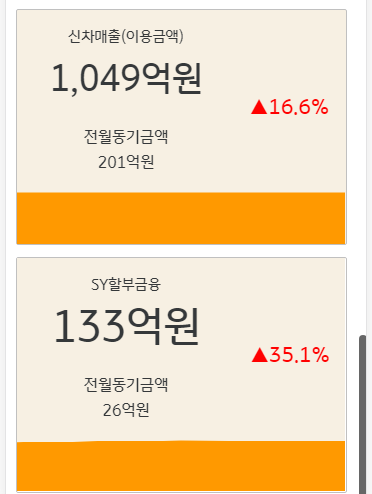 신차매출(이용금액)
1,049억원
▲16.6%
전월동기금액
201억원
SY할부금융
133억원
▲35.1%
전월동기금액
26억원